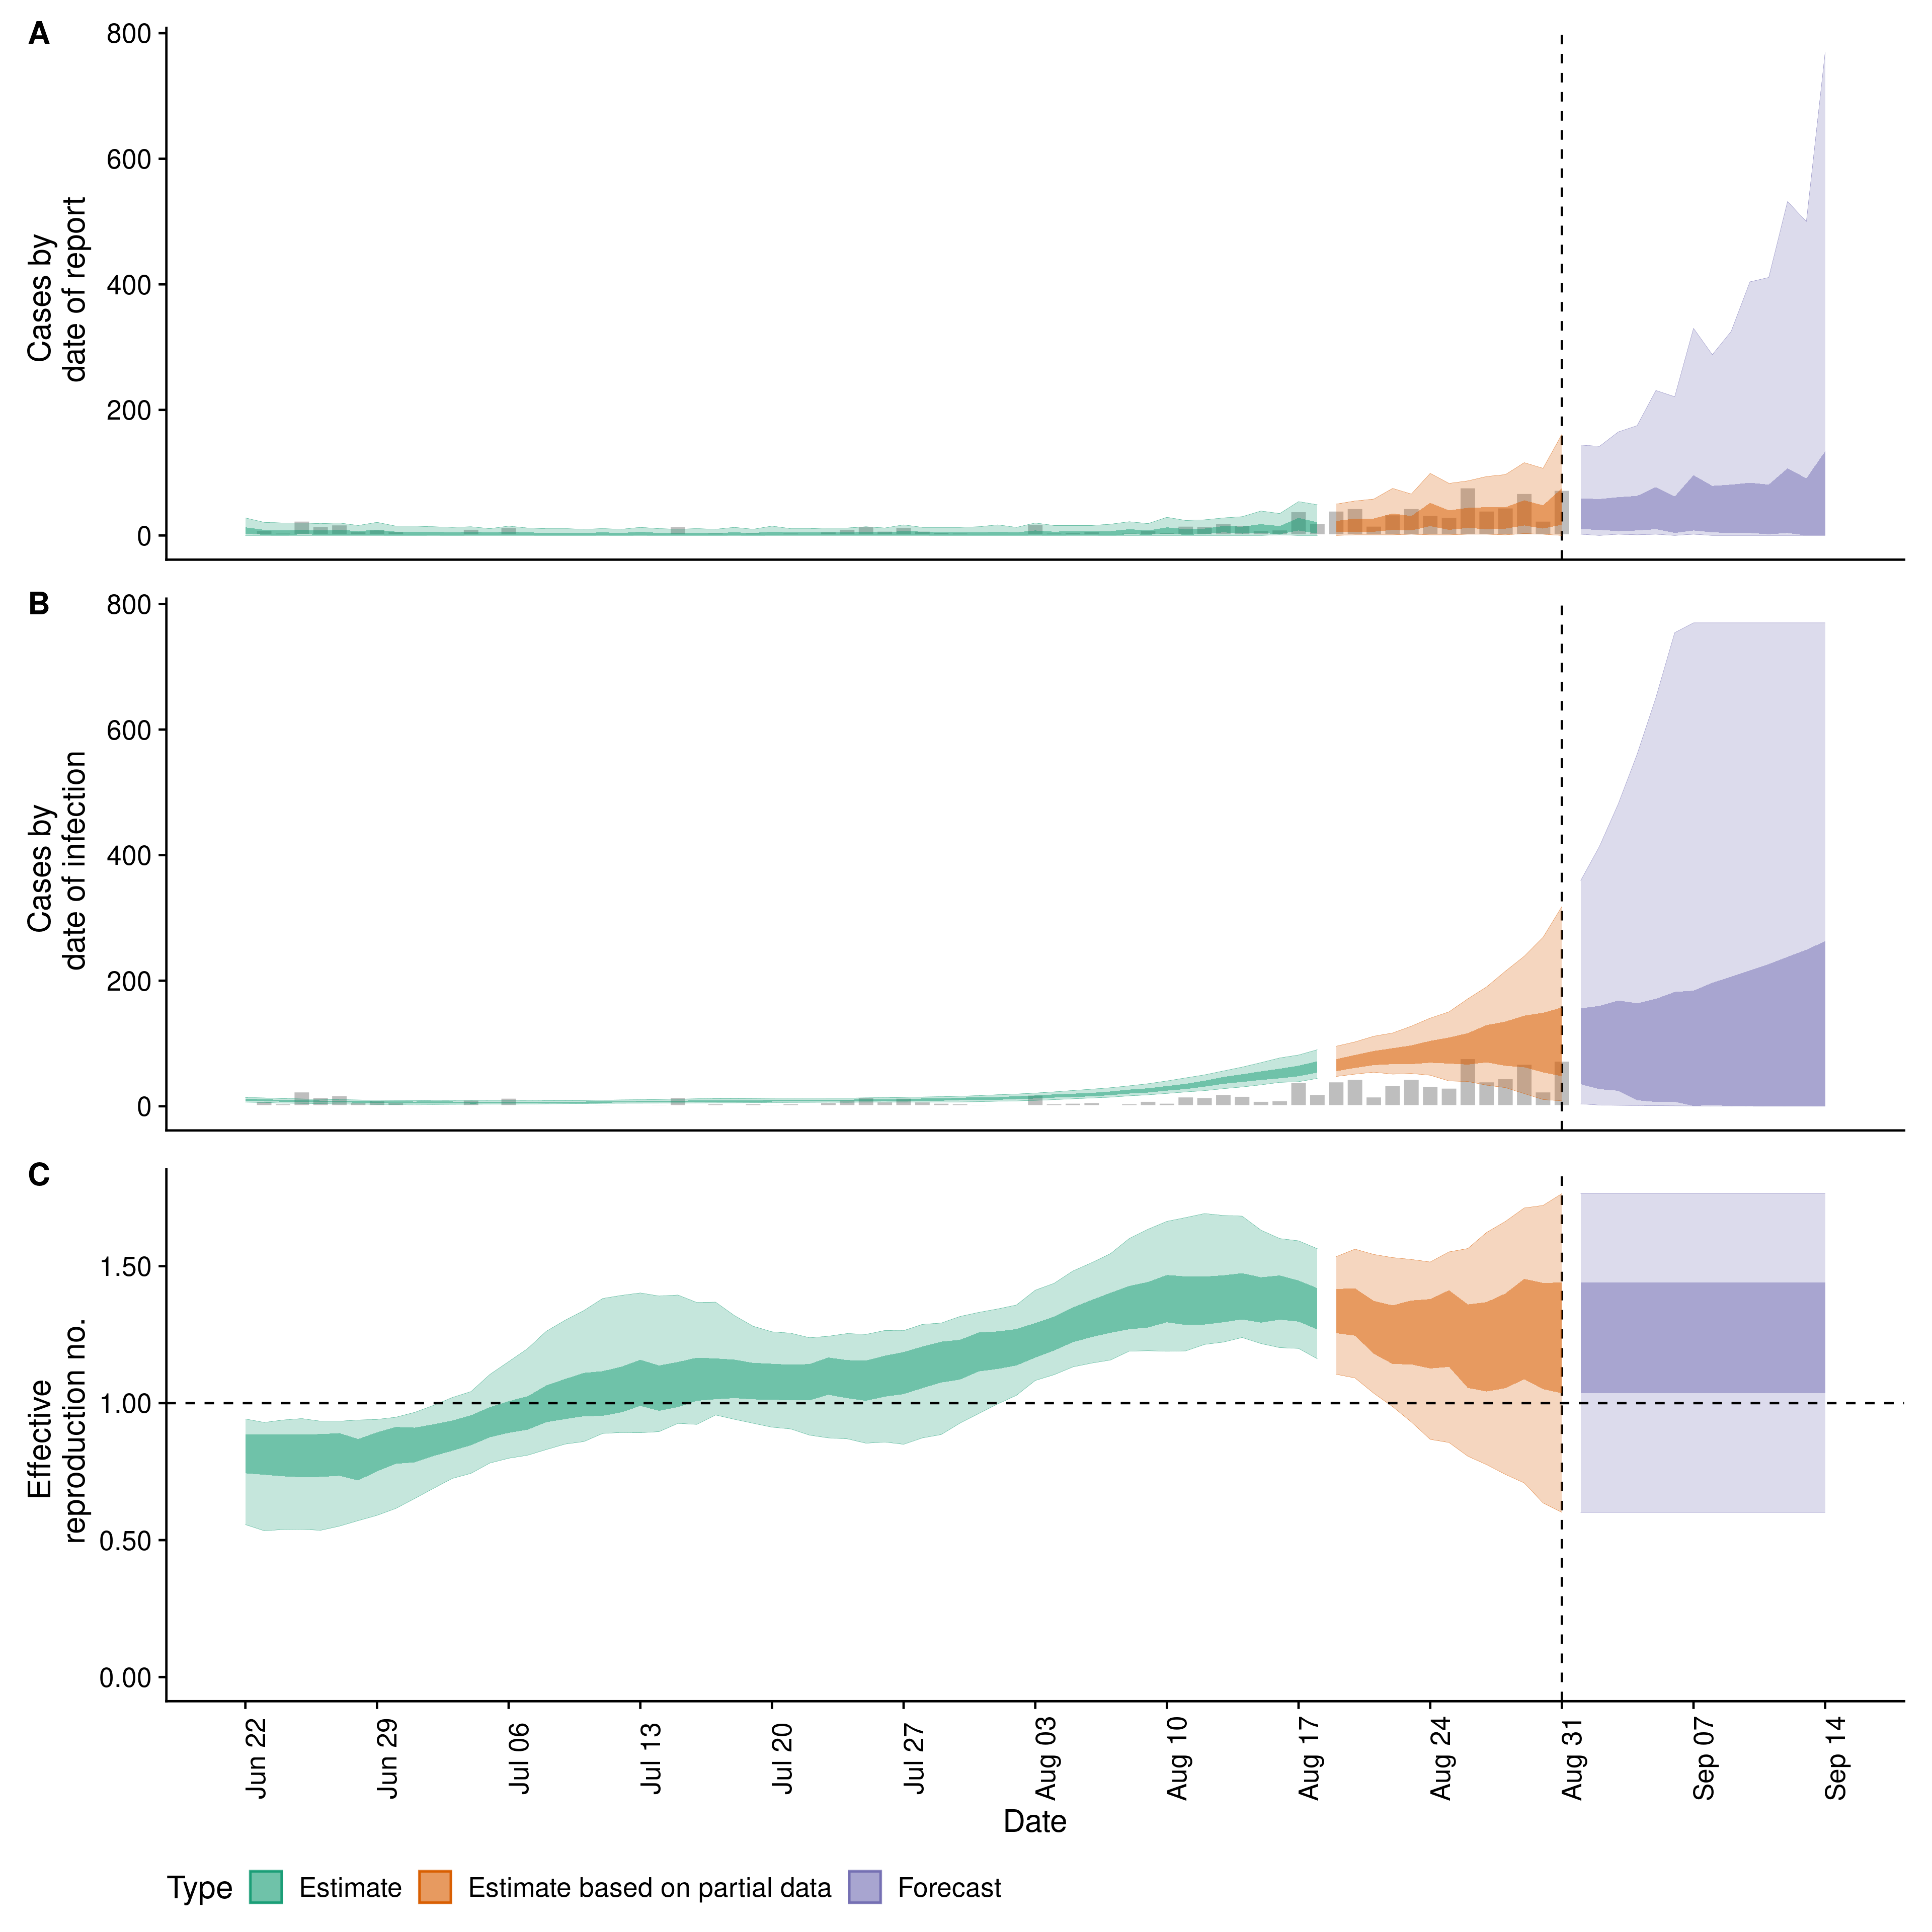 A
800
600
400
200
0
Cases by
date of report
B
800
600
400
200
0
Cases by
date of infection
C
1.50
1.00
0.50
0.00
Effective
reproduction no.
Jun 22
Jun 29
Jul 06
Jul 13
Jul 20
Jul 27
Aug 03
Aug 10
Aug 17
Aug 24
Aug 31
Sep 07
Sep 14
Date
Type Estimate Estimate based on partial data Forecast